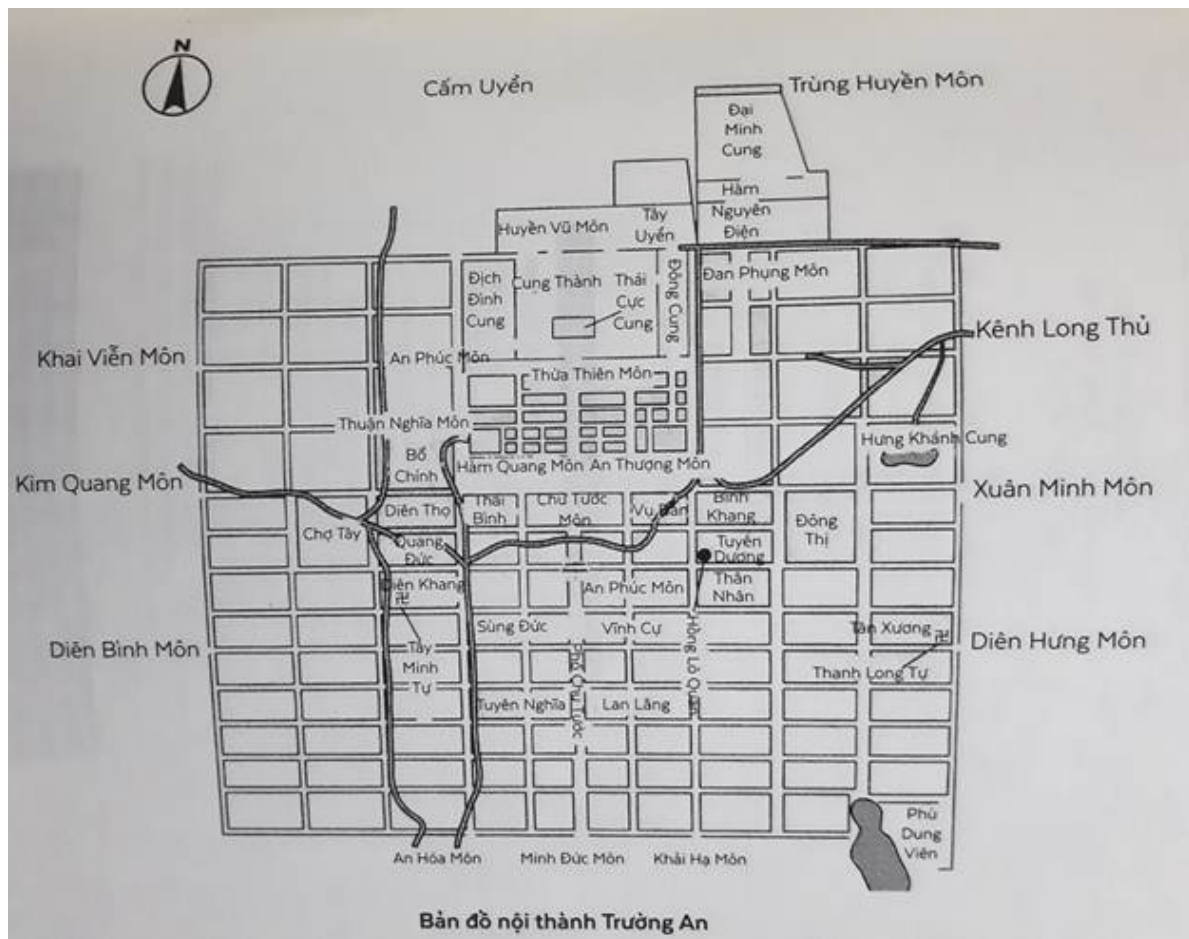 N
Cấm Uyển
Trùng Huyền Môn
Đại
Minh
Cung
Hàm
Nguyên
Điện
Huyền Vũ Môn
Tây
Uyển
Địch
Đình
Cung
Cung Thành
Thái
Cực
Cung
Đông Cung
Đan Phụng Môn
Kênh Long Thủ
Khai Viễn Môn
An Phúc Môn
Thừa Thiên Môn
Thuận Nghĩa Môn
Hưng Khánh Cung
Bố
Chính
Hàm Quang Môn
An Thượng Môn
Kim Quang Môn
Xuân Minh Môn
Diên Thọ
Thái
Bình
Chu Tước
Môn
Vụ Bản
Bình
Khang
Đông
Thị
Chợ Tây
Quang
Đức
Tuyên
Dương
Diên Khang
An Phúc Môn
Thân
Nhân
Sùng Đức
Vĩnh Cự
Tân Xương
Diên Bình Môn
Diên Hưng Môn
Tây
Minh
Tự
Phố Chu Tước
Hồng Lô Quán
Thanh Long Tự
Tuyên Nghĩa
Lan Lăng
Phù
Dung
Viên
An Hóa Môn
Minh Đức Môn
Khải Hạ Môn
Bản đồ nội thành Trường An